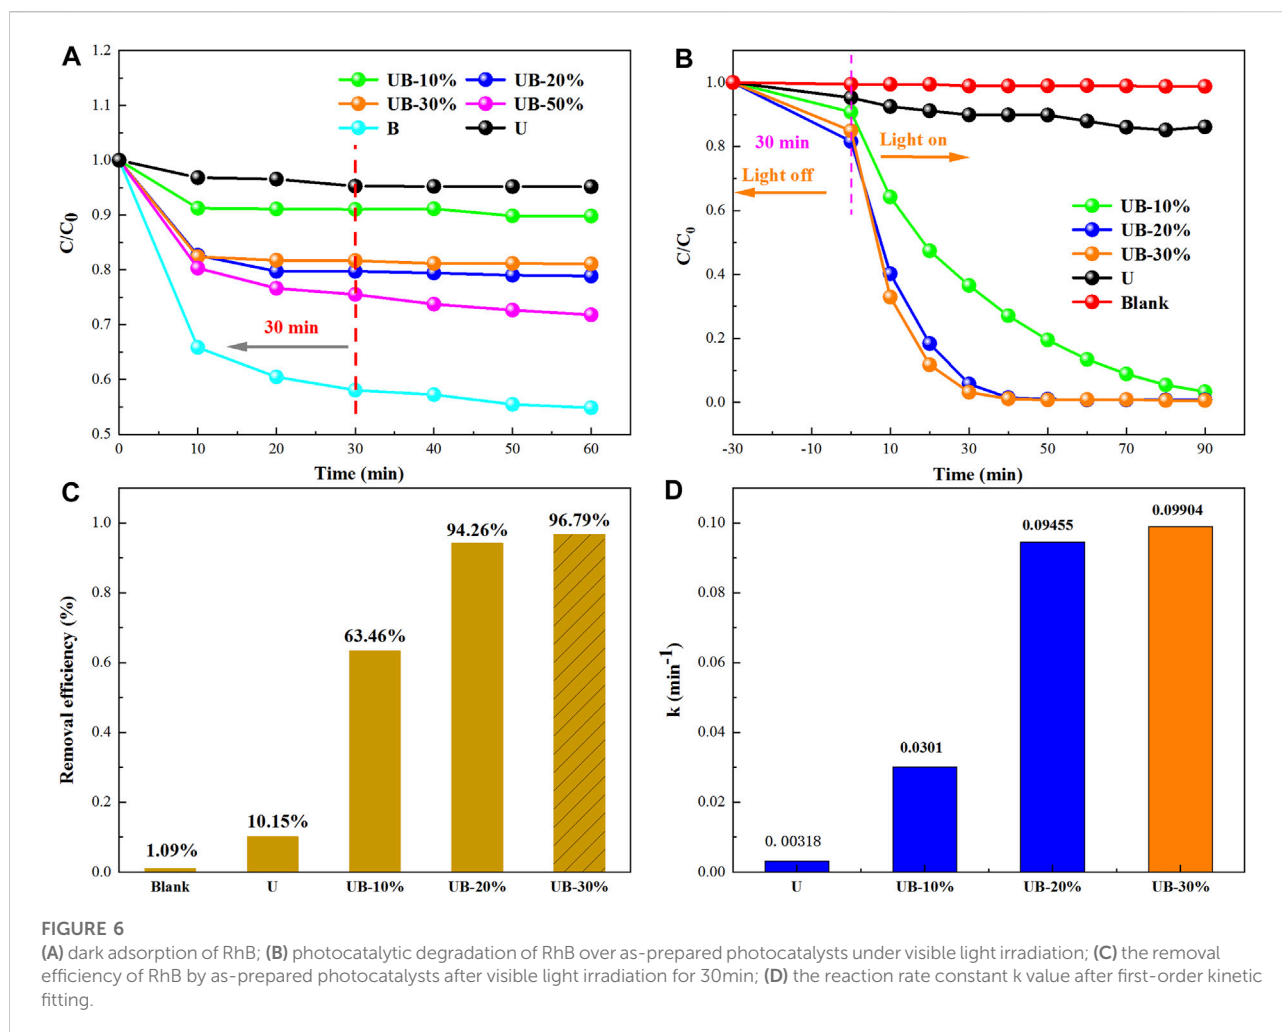 A
UB-10%
UB-20%
UB-30%
UB-50%
B
U
30 min
1.2
1.1
1.0
0.9
0.8
0.7
0.6
0.5
C/C0
0 10 20 30 40 50 60
Time (min)
B
30 min
Light on
Light off
UB-10%
UB-20%
UB-30%
U
Blank
1.0
0.8
0.6
0.4
0.2
0.0
C/C0
-30 -20 -10 0 10 20 30 40 50 60 70 80 90
Time (min)
C
1.0
0.8
0.6
0.4
0.2
0.0
Removal efficiency (%)
1.09%
10.15%
63.46%
94.26%
96.79%
Blank U UB-10% UB-20% UB-30%
D
0.10
0.08
0.06
0.04
0.02
0.00
k (min-1)
0.00318
0.0301
0.09455
0.09904
U UB-10% UB-20% UB-30%
FIGURE 6
(A) dark adsorption of RhB; (B) photocatalytic degradation of RhB over as-prepared photocatalysts under visible light irradiation; (C) the removal
efficiency of RhB by as-prepared photocatalysts after visible light irradiation for 30min; (D) the reaction rate constant k value after first-order kinetic
fitting.